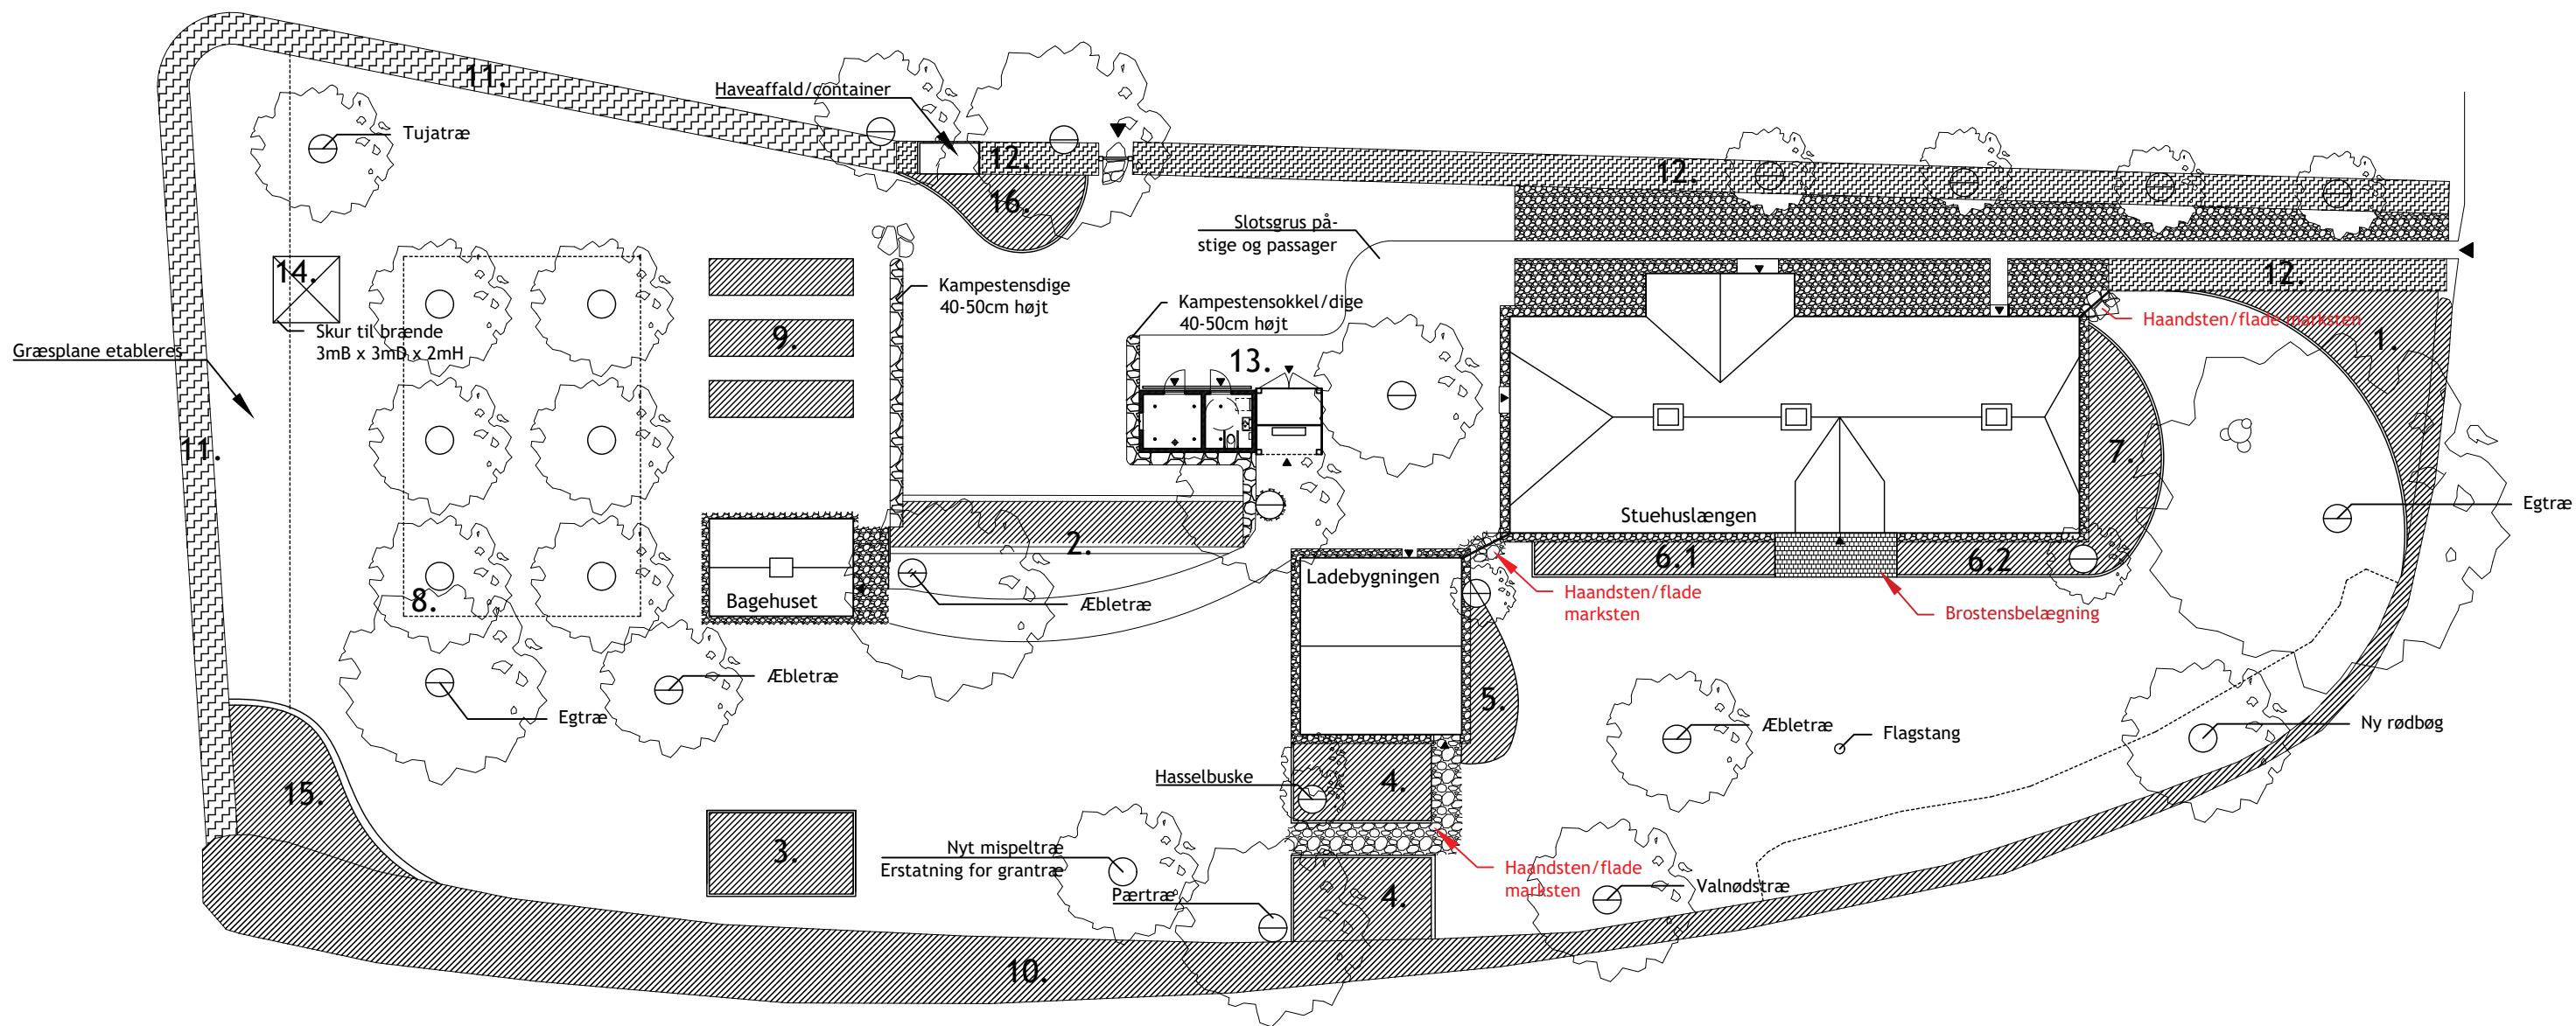 11.
Haveaffald/container
Tujatræ
12.
12.
16.
Slotsgrus på-
stige og passager
14.
Kampestensdige
40-50cm højt
Kampestensokkel/dige
40-50cm højt
12.
Haandsten/flade marksten
Skur til brænde
3mB x 3mD x 2mH
9.
1.
Græsplane etableres
13.
11.
7.
Egtræ
Stuehuslængen
2.
6.1
6.2
Ladebygningen
8.
Bagehuset
Æbletræ
Haandsten/flade
marksten
Brostensbelægning
Æbletræ
5.
Egtræ
Æbletræ
Flagstang
Ny rødbøg
15.
Hasselbuske
4.
3.
Nyt mispeltræ
Erstatning for grantræ
Haandsten/flade
marksten
Pærtræ
4.
Valnødstræ
10.